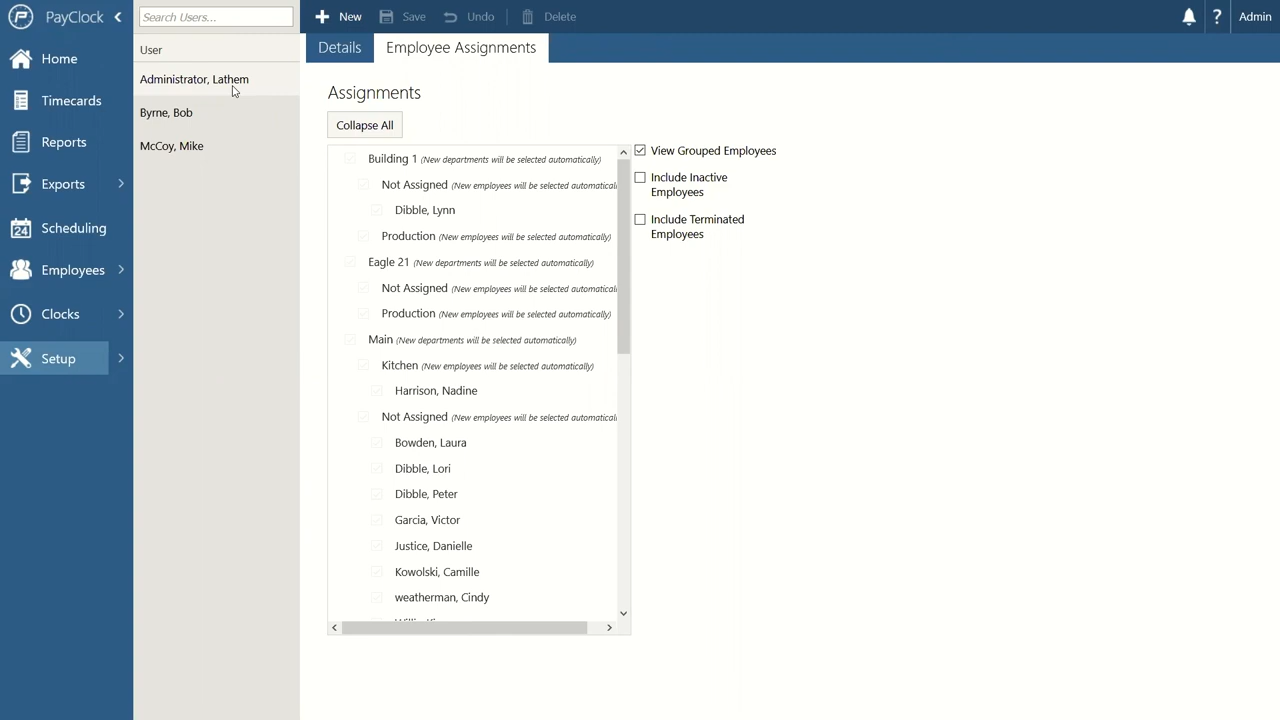 PayClock
Search Users...
New
Save
Undo
Delete
?
Admin
Home
Timecards
Reports
Exports
24
Scheduling
Employees
Clocks
Setup
User
Administrator, Lathem
Byrne, Bob
McCoy, Mike
Details
Employee Assignments
Assignments
Collapse All
Building 1 (New departments will be selected automatically)
Not Assigned (New employees will be selected automaticall
Dibble, Lynn
Production (New employees will be selected automatically)
Eagle 21 (New departments will be selected automatically)
Not Assigned (New employees will be selected automaticall
Production (New employees will be selected automatically)
Main (New departments will be selected automatically)
Kitchen (New employees will be selected automatically)
Harrison, Nadine
Not Assigned (New employees will be selected automaticall
Bowden, Laura
Dibble, Lori
Dibble, Peter
Garcia, Victor
Justice, Danielle
Kowolski, Camille
weatherman, Cindy
View Grouped Employees
Include Inactive
Employees
Include Terminated
Employees